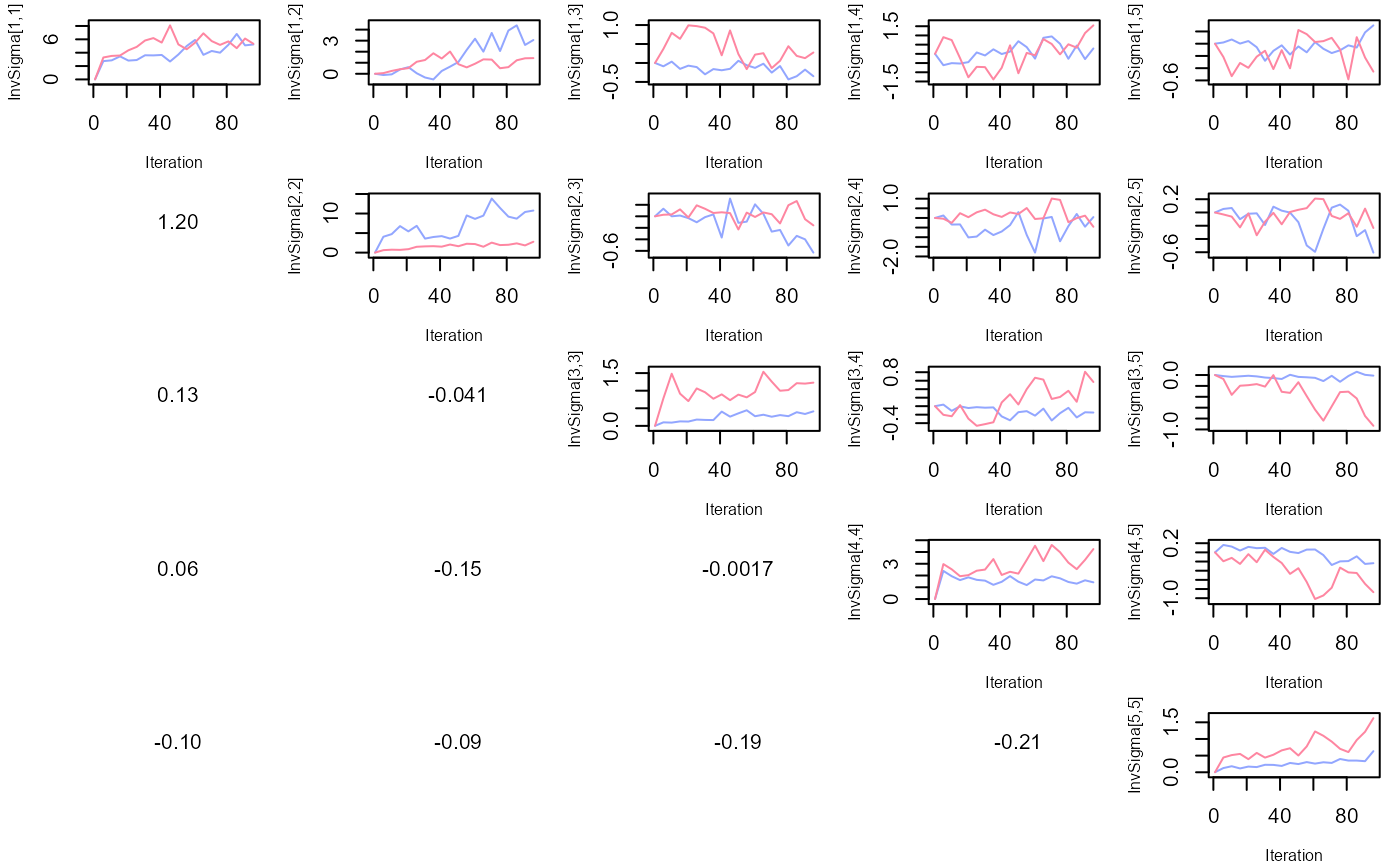 InvSigma[1,1] 6 0 0 40 80 Iteration
InvSigma[1,2] 3 0 0 40 80 Iteration
InvSigma[1,3] 1.0 -0.5 0 40 80 Iteration
InvSigma[1,4] 1.5 -1.5 0 40 80 Iteration
InvSigma[1,5] -0.6 0 40 80 Iteration
1.20
InvSigma[2,2] 10 0 0 40 80 Iteration
InvSigma[2,3] -0.6 0 40 80 Iteration
InvSigma[2,4] 1.0 -2.0 0 40 80 Iteration
InvSigma[2,5] 0.2 -0.6 0 40 80 Iteration
0.13
-0.041
InvSigma[3,3] 1.5 0.0 0 40 80 Iteration
InvSigma[3,4] 0.8 -0.4 0 40 80 Iteration
InvSigma[3,5] 0.0 -1.0 0 40 80 Iteration
0.06
-0.15
-0.0017
InvSigma[4,4] 3 0 0 40 80 Iteration
InvSigma[4,5] 0.2 -1.0 0 40 80 Iteration
-0.10
-0.09
-0.19
-0.21
InvSigma[5,5] 1.5 0.0 0 40 80 Iteration